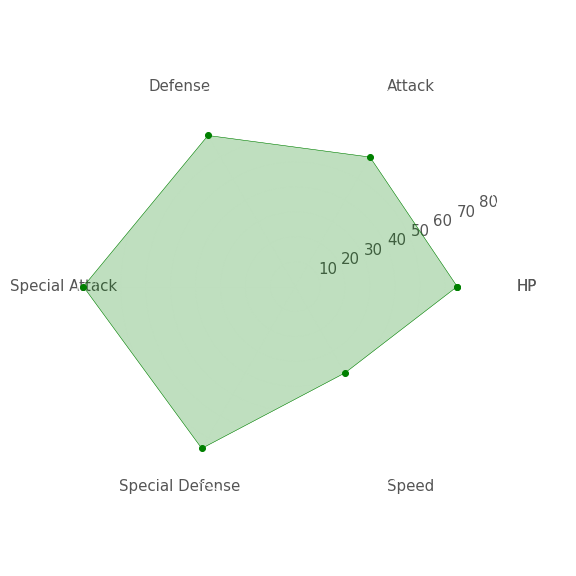 Defense
Attack
80
70
60
50
40
30
20
10
Special Attack
HP
Special Defense
Speed